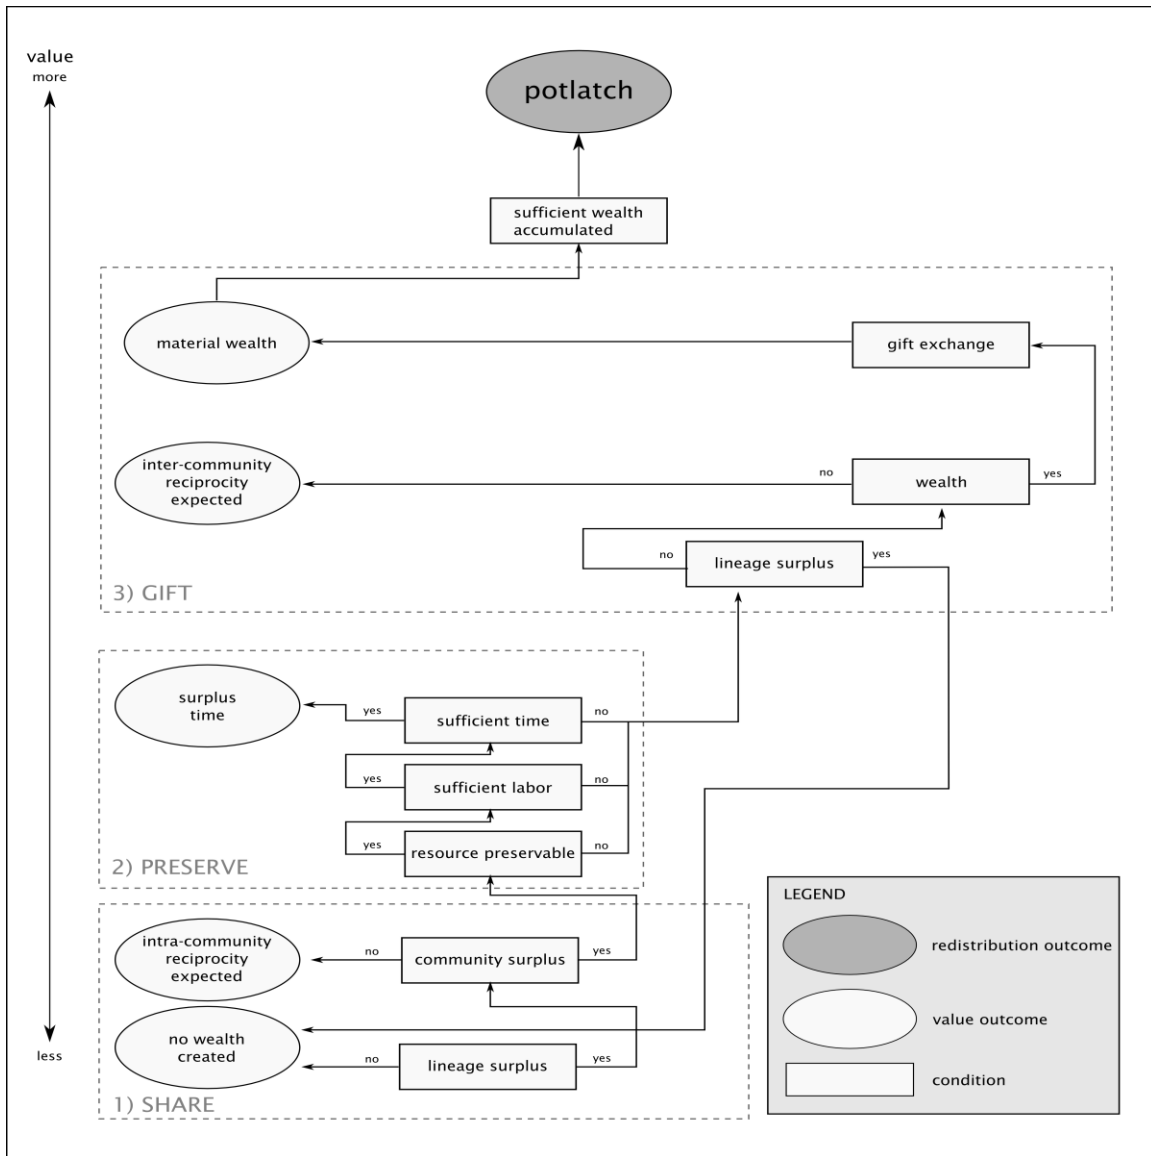 value
more
potlatch
sufficient wealth
accumulated
material wealth
gift exchange
inter-community
reciprocity
expected
no
wealth
yes
no
lineage surplus
yes
3) GIFT
surplus
time
yes
sufficient time
no
yes
sufficient labor
no
yes
resource preservable
no
2) PRESERVE
intra-community
reciprocity
expected
no
community surplus
yes
no wealth
created
no
lineage surplus
yes
1) SHARE
less
LEGEND
redistribution outcome
value outcome
condition